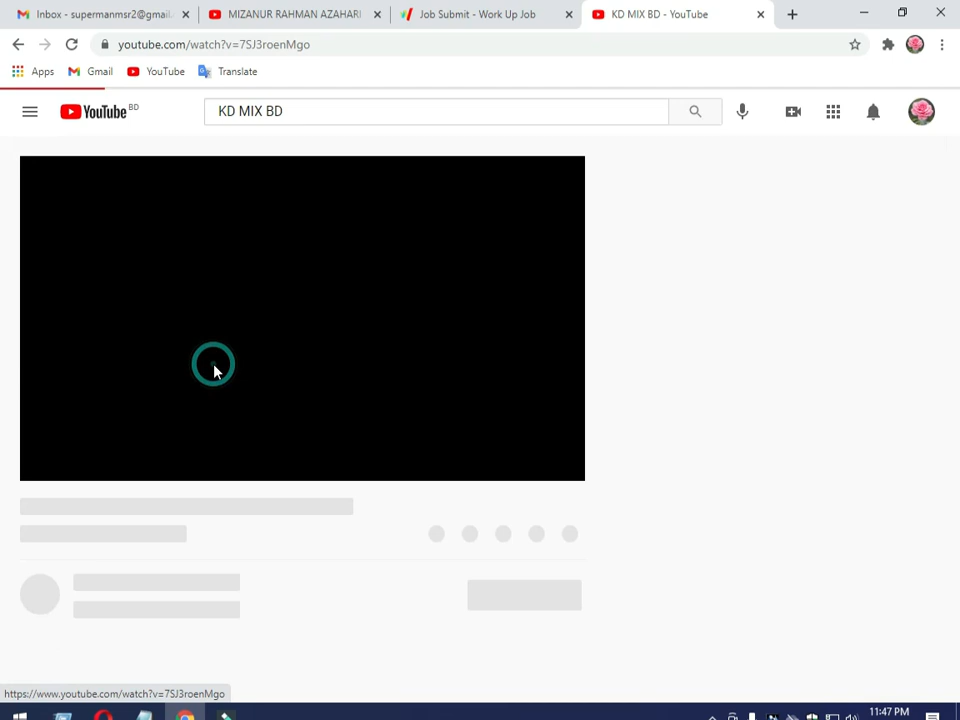 Inbox - supermanmsr2@gmail.
MIZANUR RAHMAN AZAHARI
Job Submit - Work Up Job
KD MIX BD - YouTube
youtube.com/watch?v=7SJ3roenMgo
Apps
Gmail
YouTube
Translate
YouTube BD
KD MIX BD
https://www.youtube.com/watch?v=7SJ3roenMgo
11:47 PM